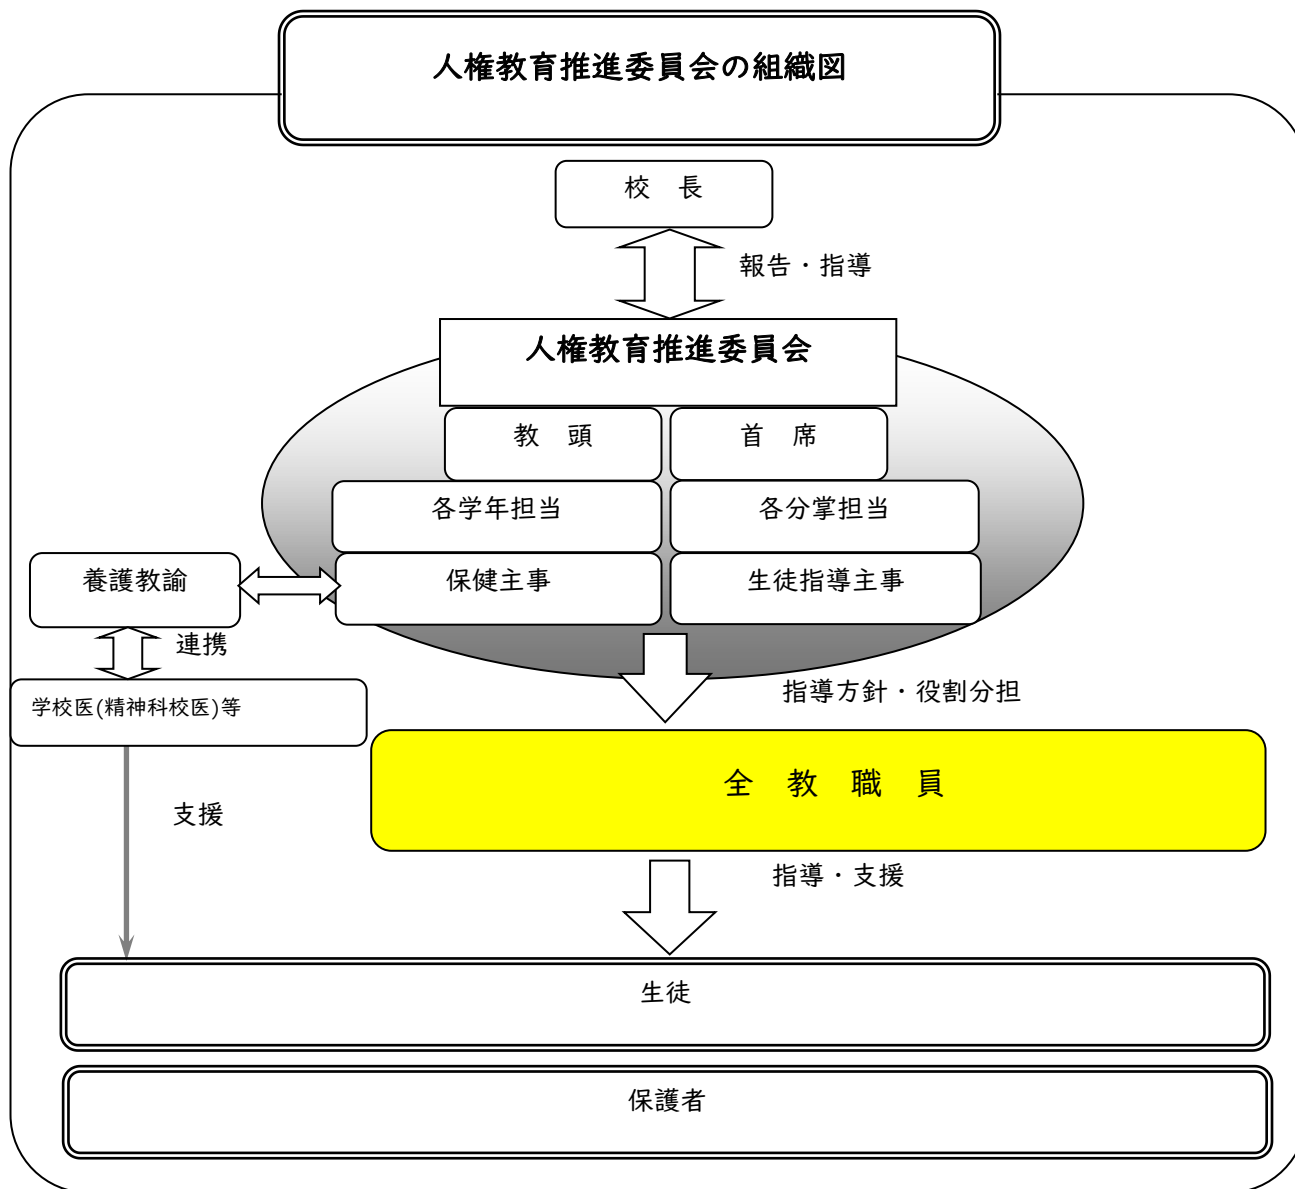 人権教育推進委員会の組織図
校　長
報告・指導
人権教育推進委員会
教　頭
首　席
各学年担当
各分掌担当
養護教諭
保健主事
生徒指導主事
連携
学校医(精神科校医)等
指導方針・役割分担
全　教　職　員
支援
指導・支援
生徒
保護者